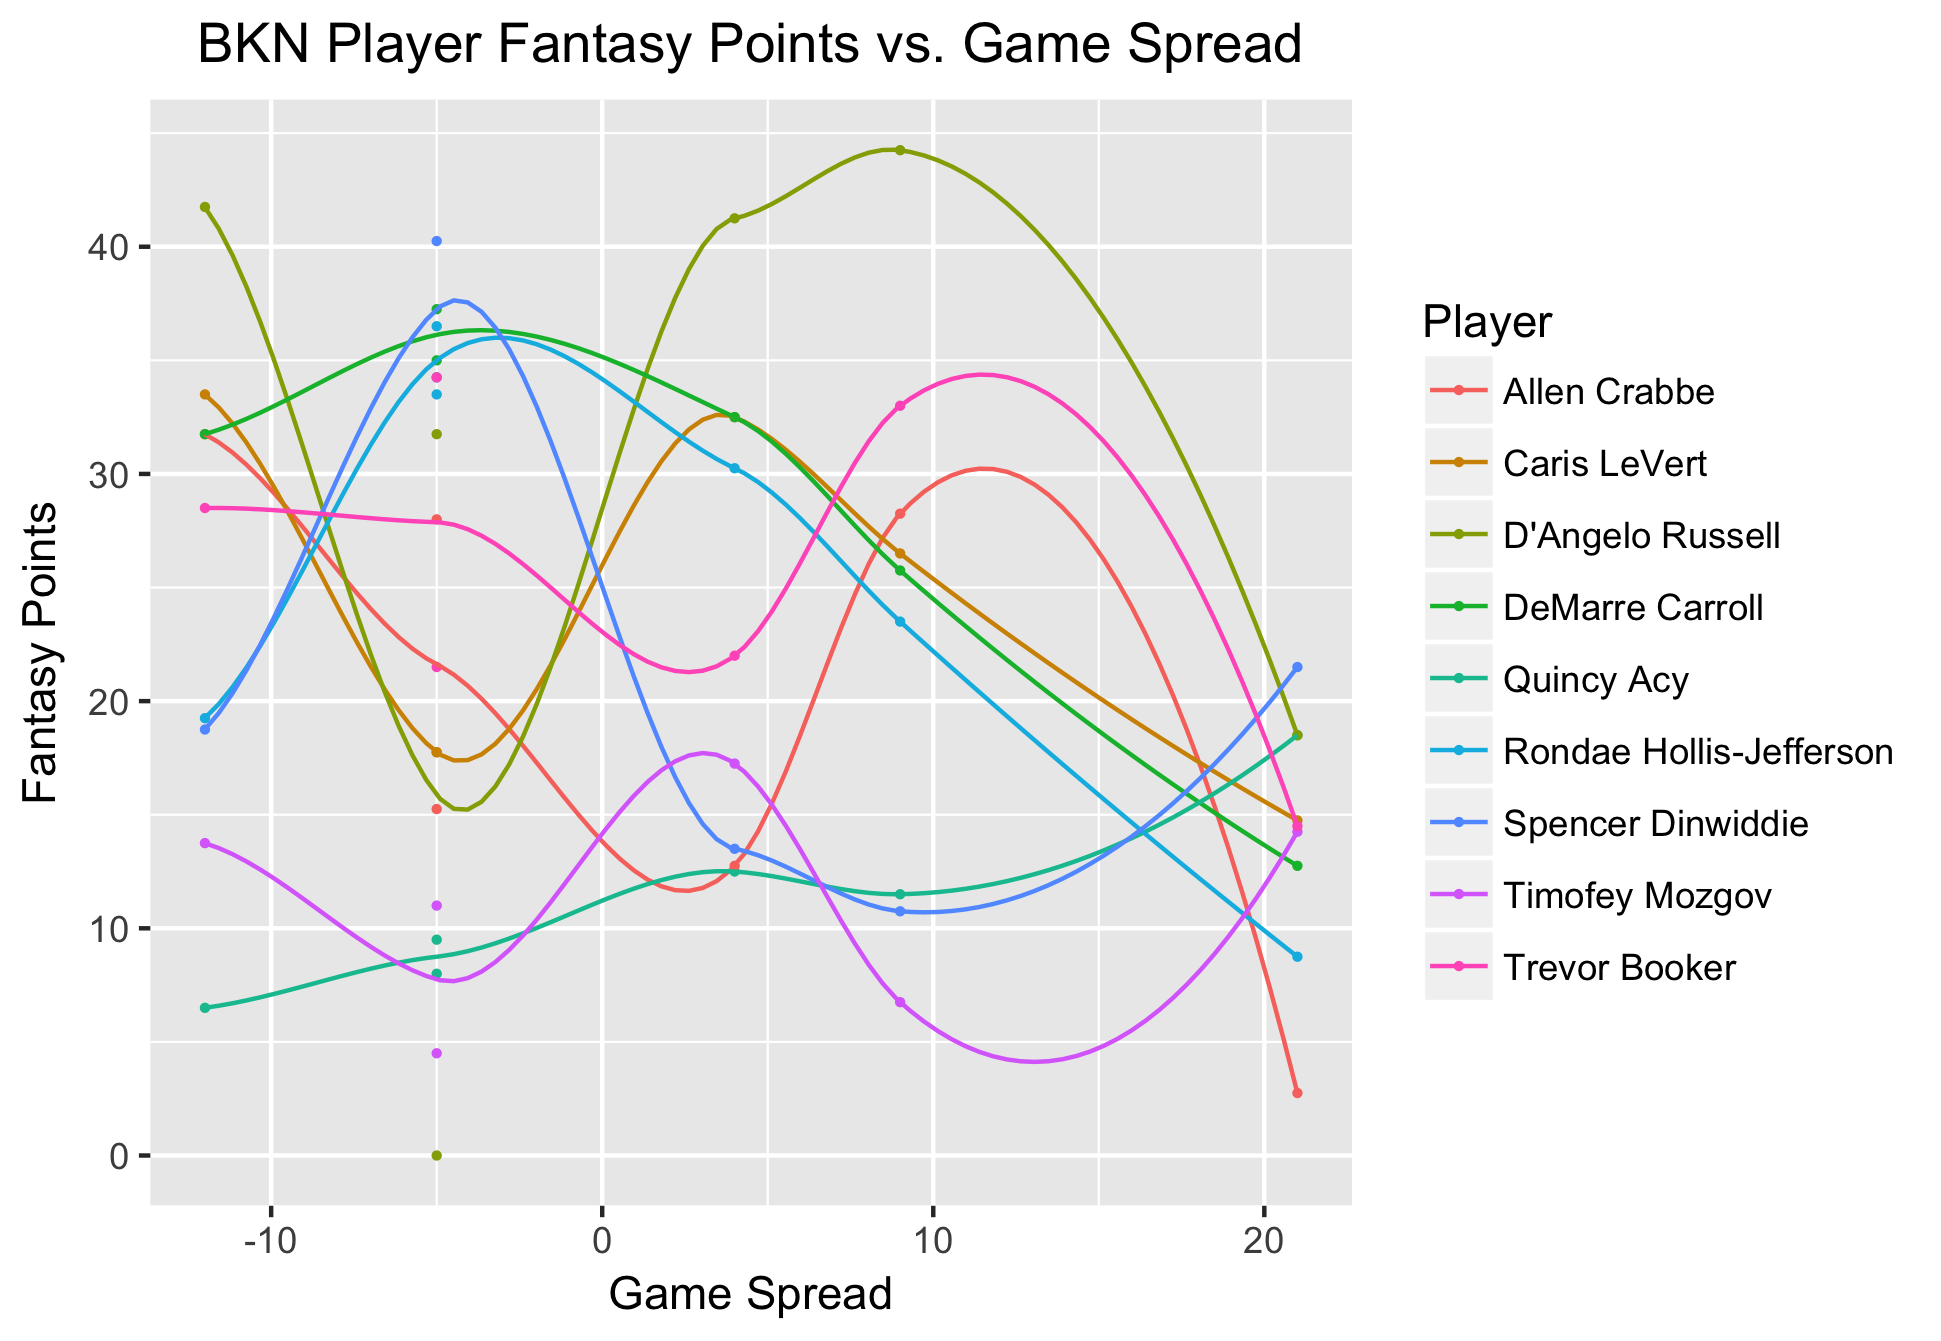 BKN Player Fantasy Points vs. Game Spread
Fantasy Points
40
30
20
10
0
-10
0
10
20
Game Spread
Player
Allen Crabbe
Caris LeVert
D'Angelo Russell
DeMarre Carroll
Quincy Acy
Rondae Hollis-Jefferson
Spencer Dinwiddie
Timofey Mozgov
Trevor Booker